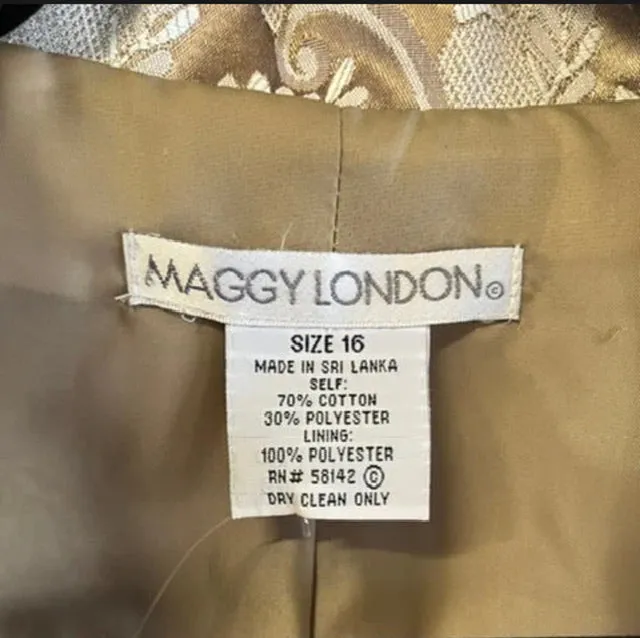 MAGGY LONDON©
SIZE 16
MADE IN SRI LANKA
SELF:
70% COTTON
30% POLYESTER
LINING:
100% POLYESTER
RN# 58142 ©
DRY CLEAN ONLY